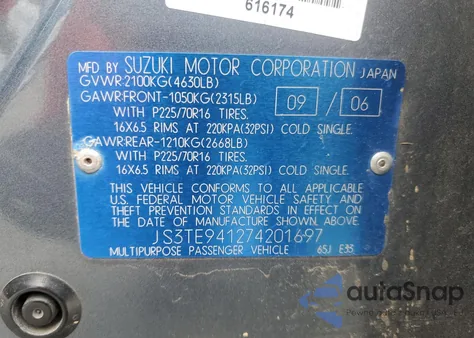 616174
MFD BY SUZUKI MOTOR CORPORATION JAPAN
GVWR:2100KG(4630LB)
GAWR:FRONT-1050KG(2315LB) 09 / 06
WITH P225/70R16 TIRES.
16X6.5 RIMS AT 220KPA(32PSI) COLD SINGLE.
GAWR:REAR-1210KG(2668LB)
WITH P225/70R16 TIRES.
16X6.5 RIMS AT 220KPA(32PSI) COLD SINGLE.
THIS VEHICLE CONFORMS TO ALL APPLICABLE
U.S. FEDERAL MOTOR VEHICLE SAFETY AND
THEFT PREVENTION STANDARDS IN EFFECT ON
THE DATE OF MANUFACTURE SHOWN ABOVE.
JS3TE941274201697
MULTIPURPOSE PASSENGER VEHICLE 65J E33
autoSnap